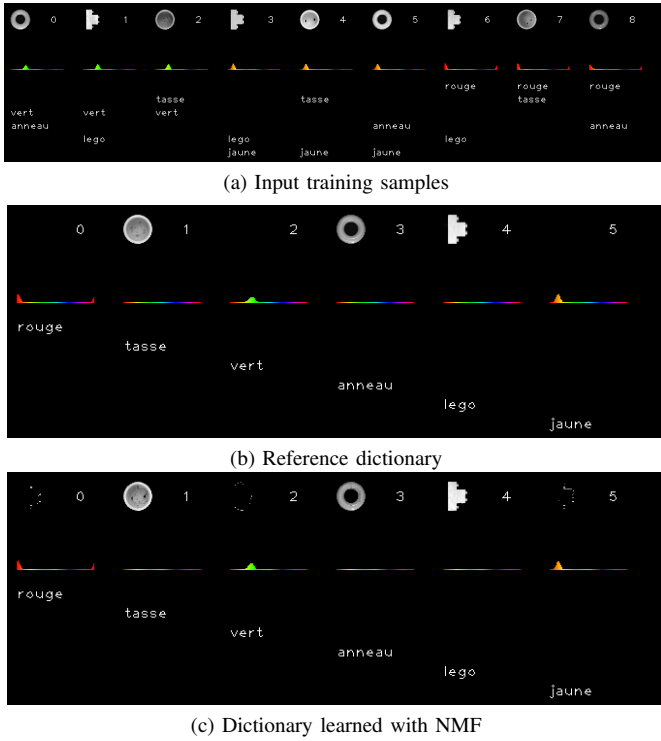 0 1 2 3 4 5 6 7 8
rouge rouge rouge
tasse tasse tasse
vert vert vert
anneau anneau anneau
lego lego lego
jaune jaune jaune
(a) Input training samples
0 1 2 3 4 5
rouge
tasse
vert
anneau
lego
jaune
(b) Reference dictionary
0 1 2 3 4 5
rouge
tasse
vert
anneau
lego
jaune
(c) Dictionary learned with NMF